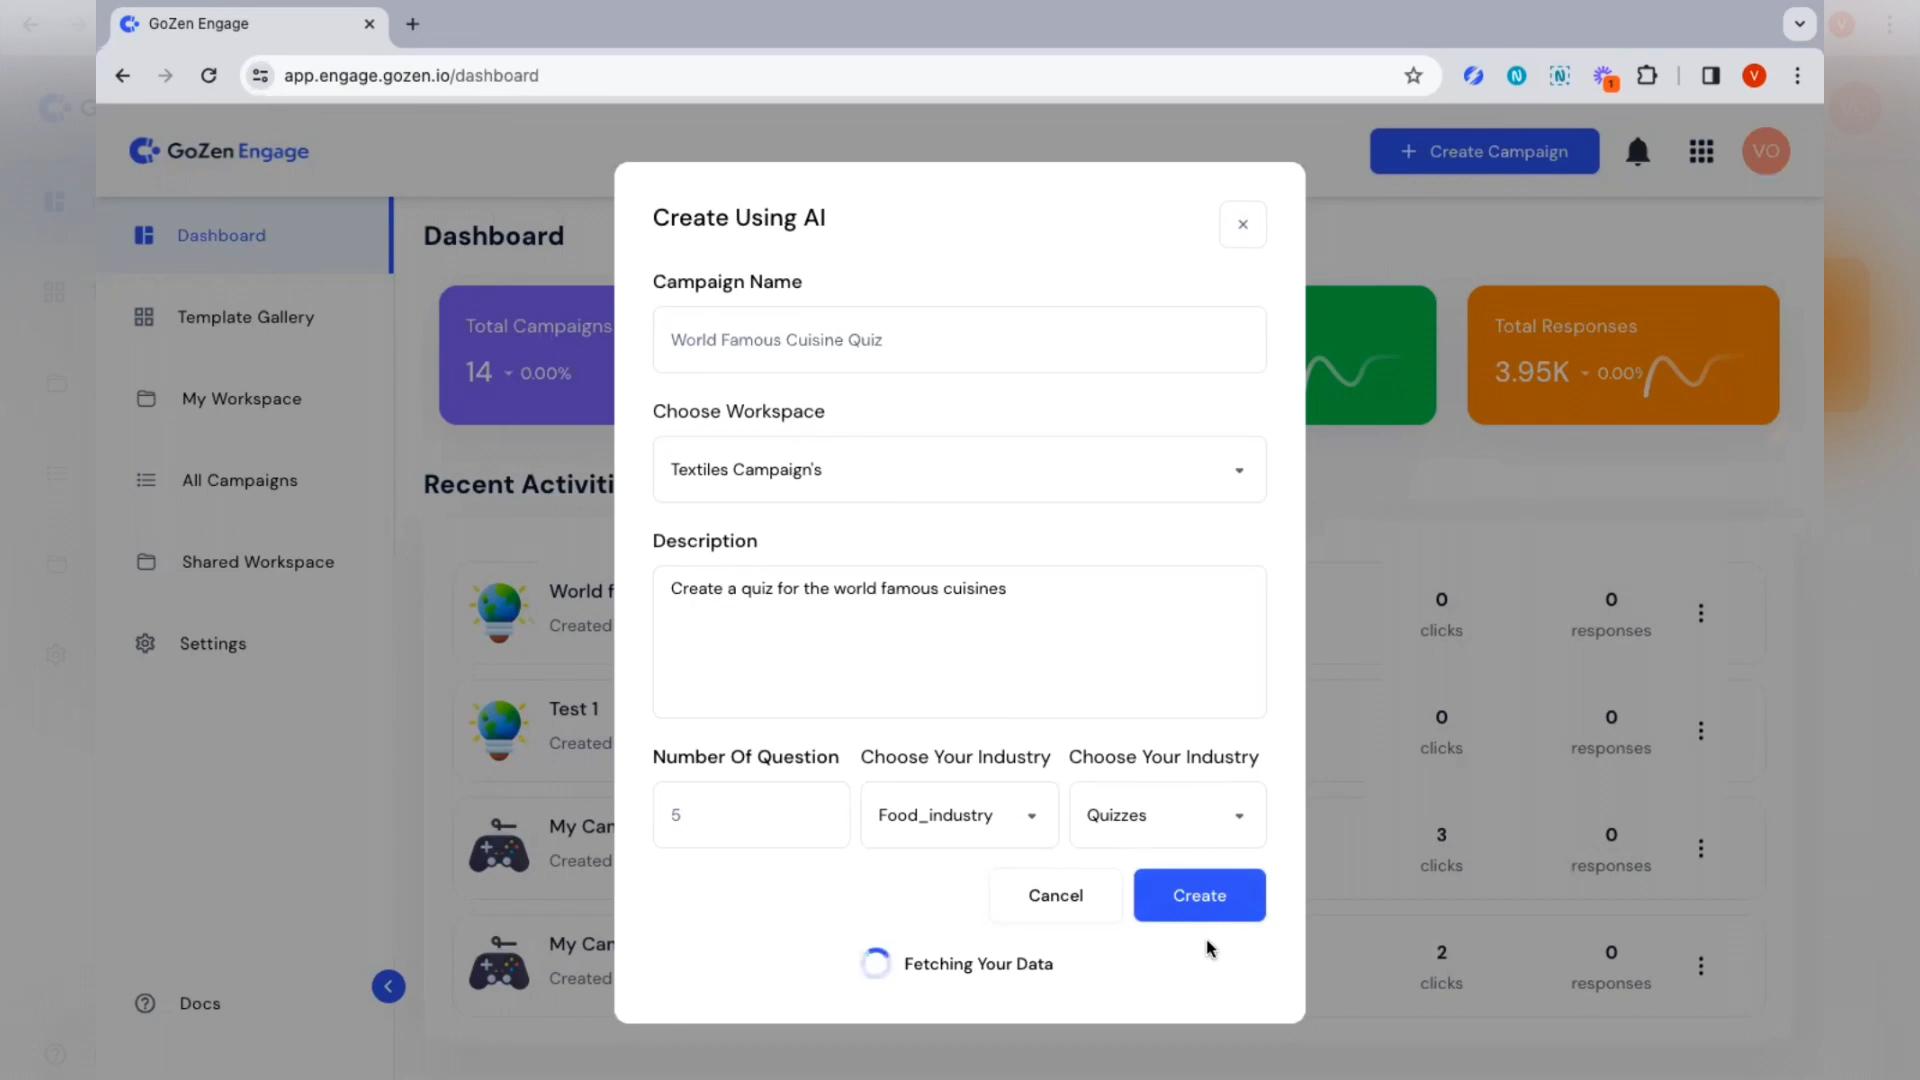 GoZen Engage
app.engage.gozen.io/dashboard
1
V
GoZen Engage
Create Campaign
VO
Dashboard
Template Gallery
My Workspace
All Campaigns
Shared Workspace
Settings
Docs
Dashboard
Total Campaigns
14 0.00%
Total Responses
3.95K 0.00%
Recent Activiti
World f
Created
0
clicks
0
responses
Test 1
Created
0
clicks
0
responses
My Car
Created
3
clicks
0
responses
My Car
Created
2
clicks
0
responses
Create Using AI
Campaign Name
World Famous Cuisine Quiz
Choose Workspace
Textiles Campaign's
Description
Create a quiz for the world famous cuisines
Number Of Question
5
Choose Your Industry
Food_industry
Choose Your Industry
Quizzes
Cancel
Create
Fetching Your Data